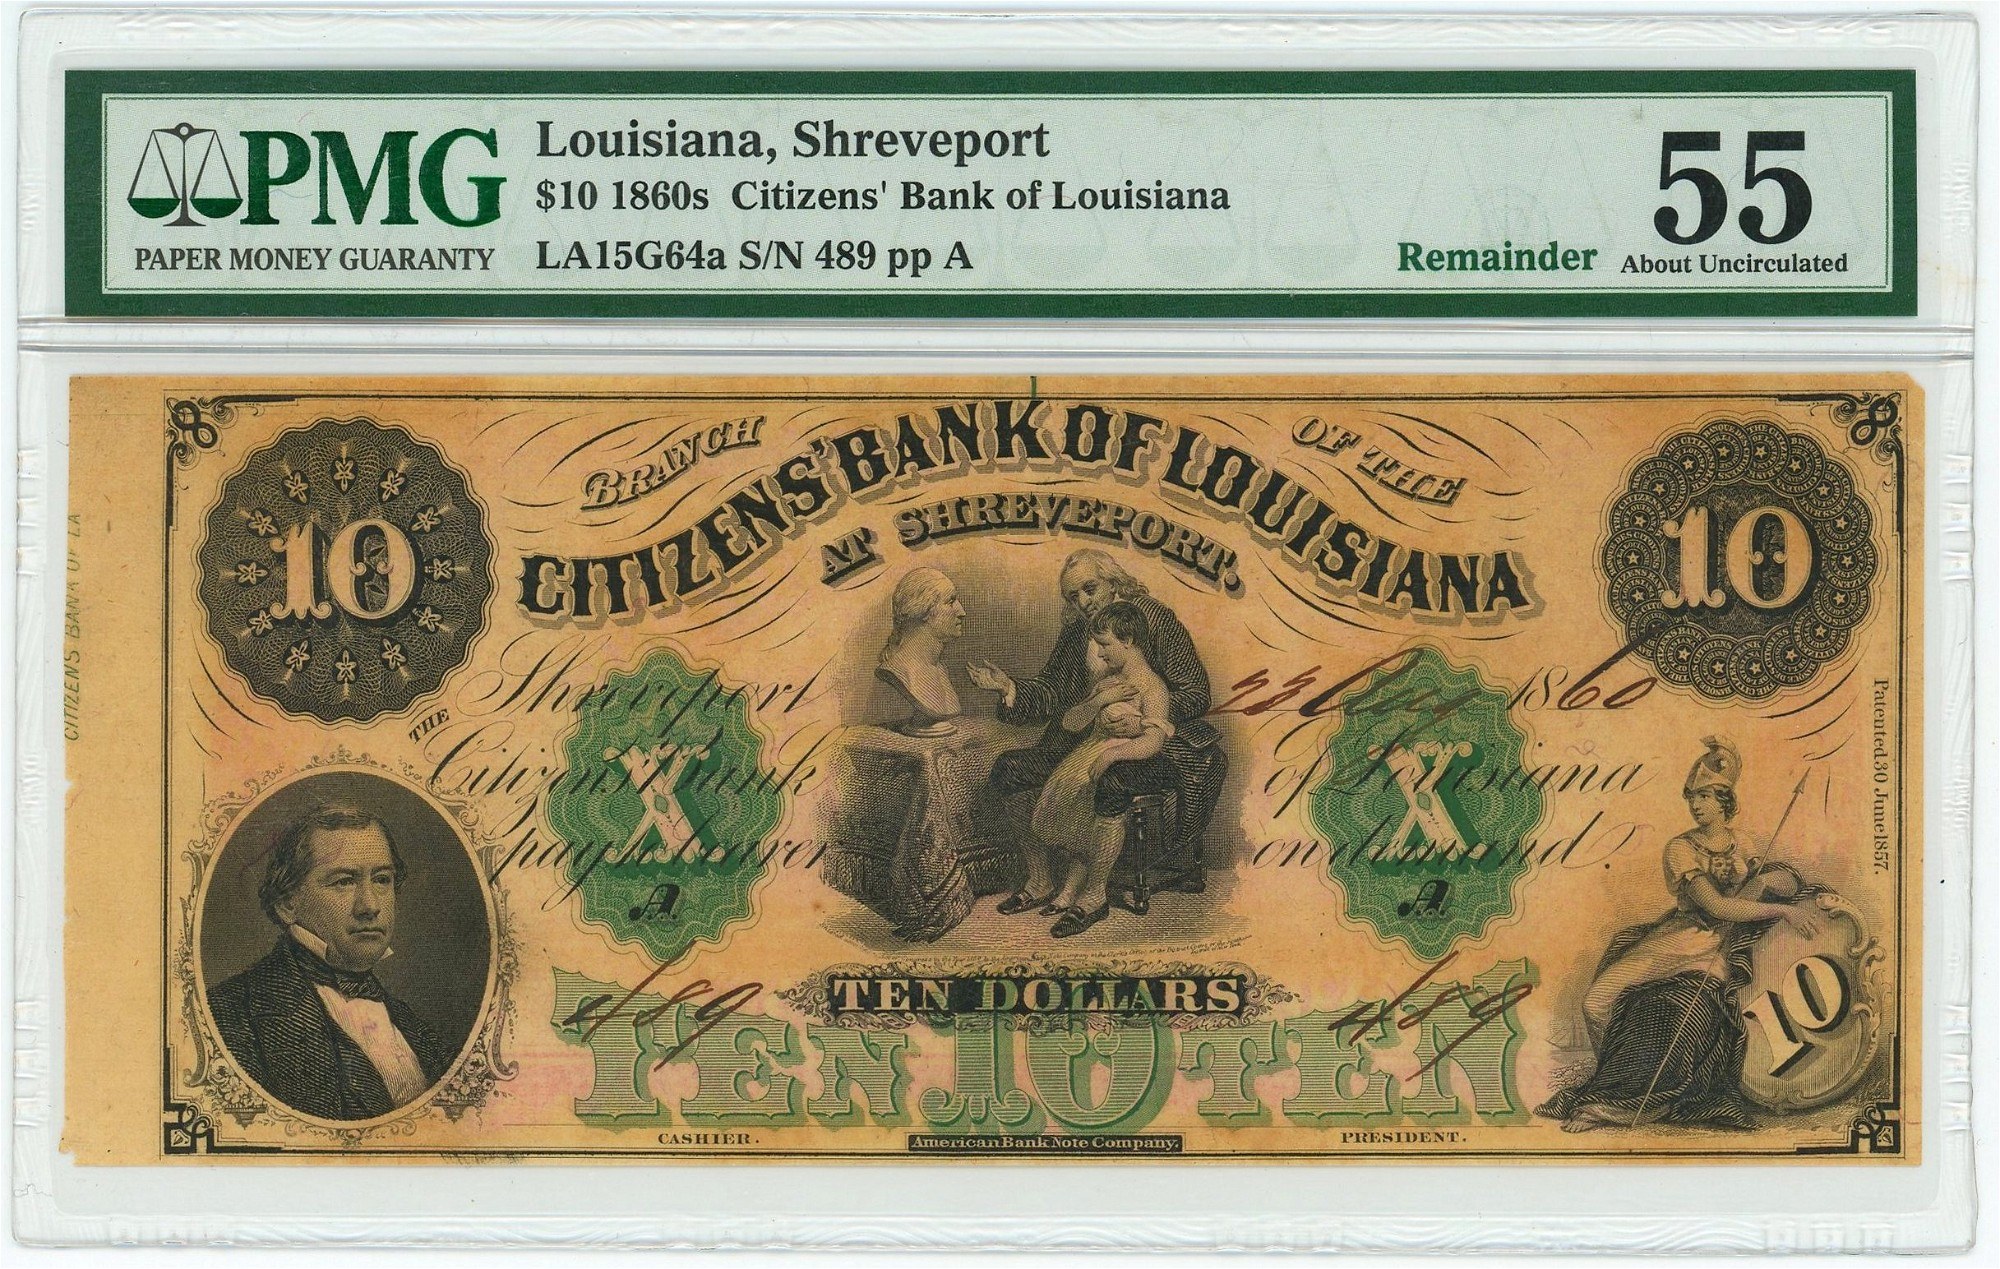 PMG
PAPER MONEY GUARANTY
Louisiana, Shreveport
$10 1860s Citizens' Bank of Louisiana
LA15G64a S/N 489 pp A
Remainder
55
About Uncirculated
BRANCH OF THE
CITIZENS' BANK OF LOUISIANA
AT SHREVEPORT.
10
10
CITIZENS BANK OF LA
Shreveport 23 Aug 1860
THE
Citizens' Bank of Louisiana
pay to bearer on demand.
X
X
A
A
Patented 30 June 1857.
489
489
TEN DOLLARS
TEN 10 TEN
10
CASHIER.
American Bank Note Company.
PRESIDENT.